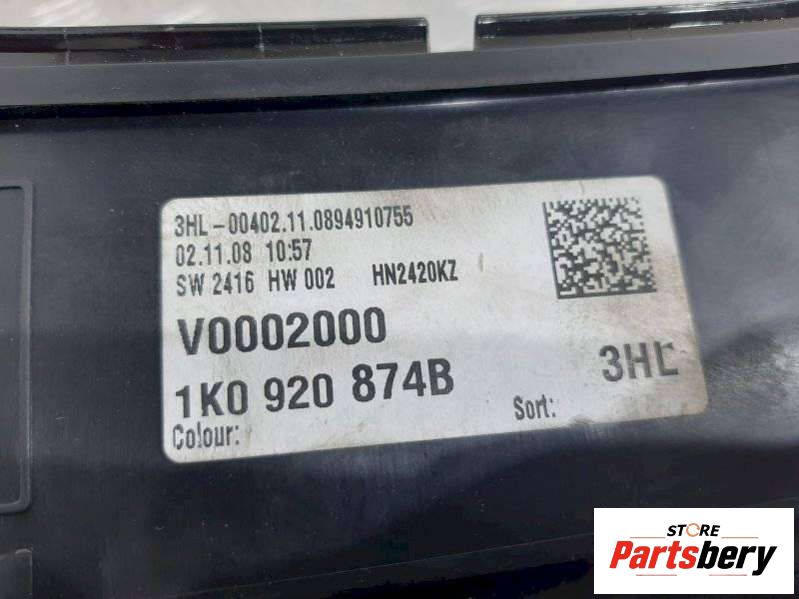 3HL-00402.11.0894910755
02.11.08 10:57
SW 2416 HW 002 HN2420KZ
V0002000
1K0 920 874B
3HL
Colour:
Sort:
STORE
Partsbery